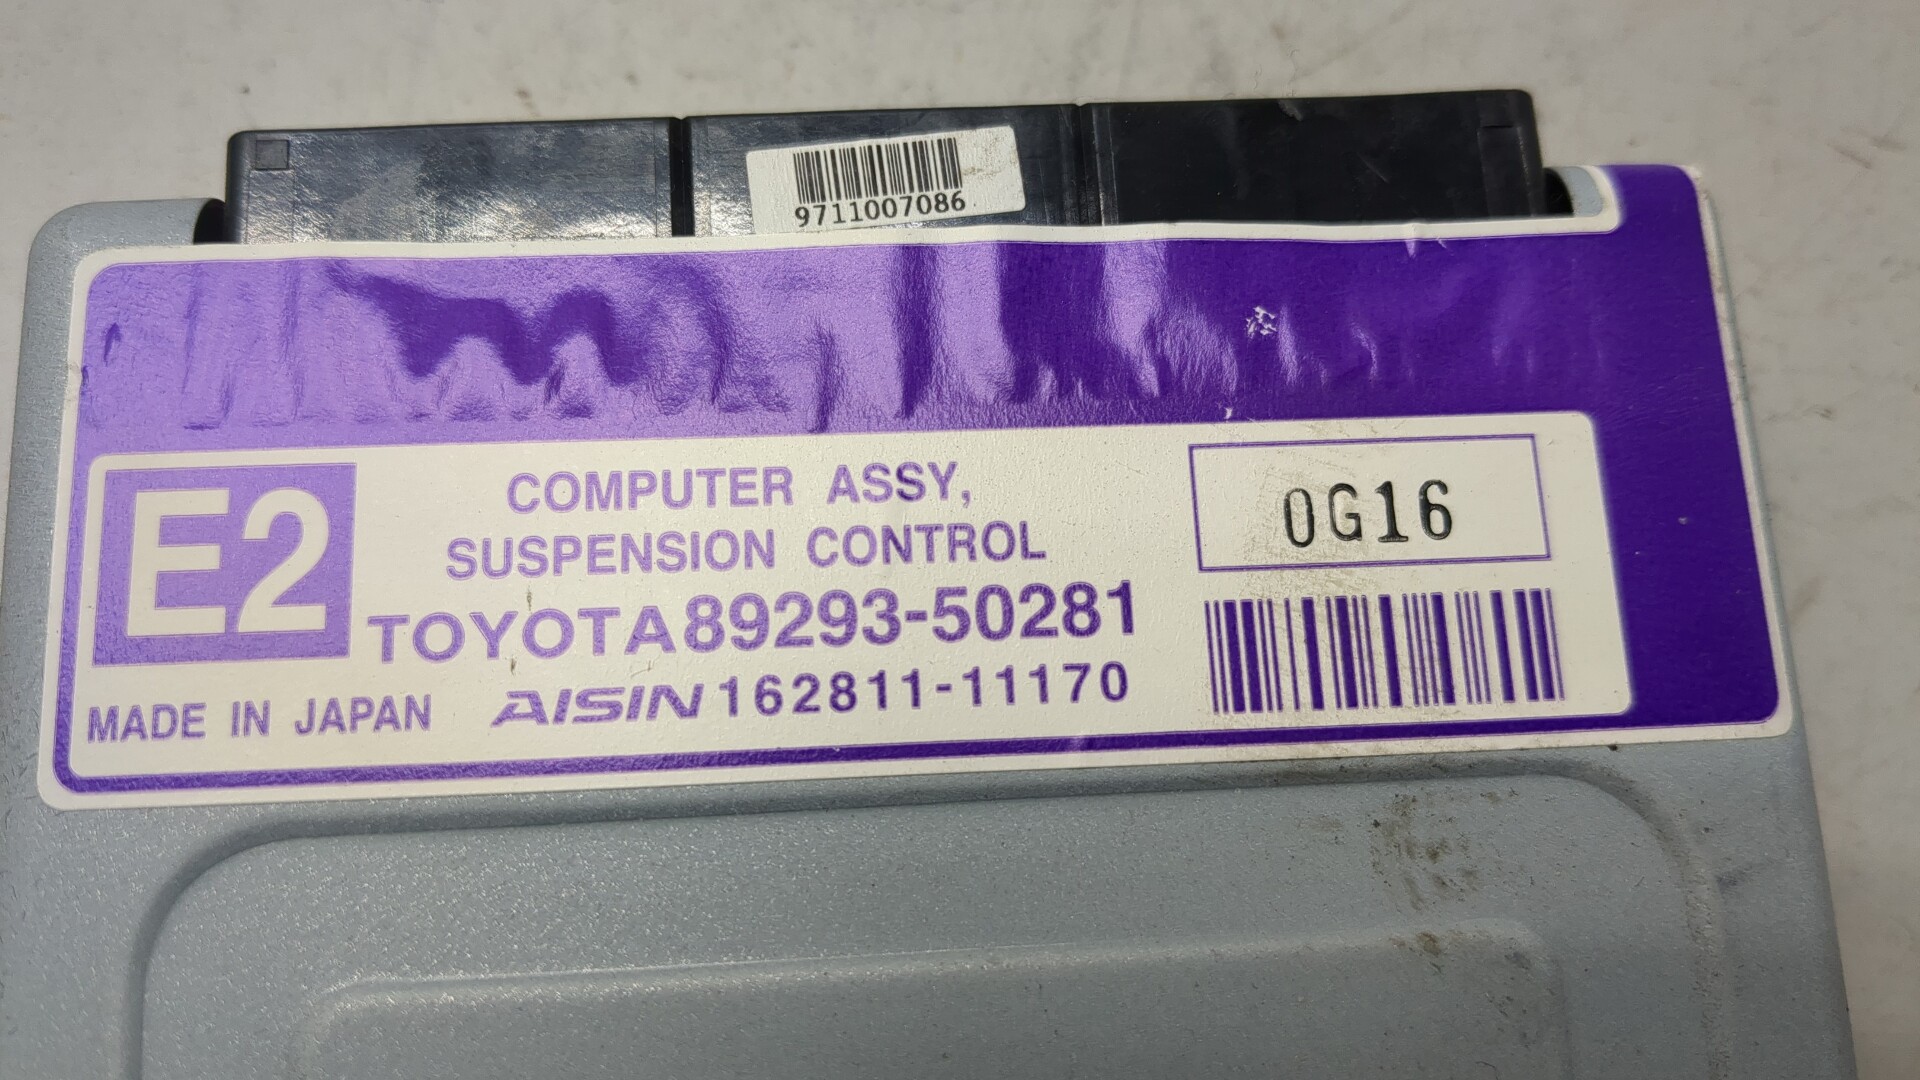 9711007086
E2
COMPUTER ASSY,
SUSPENSION CONTROL
0G16
TOYOTA 89293-50281
MADE IN JAPAN AISIN 162811-11170